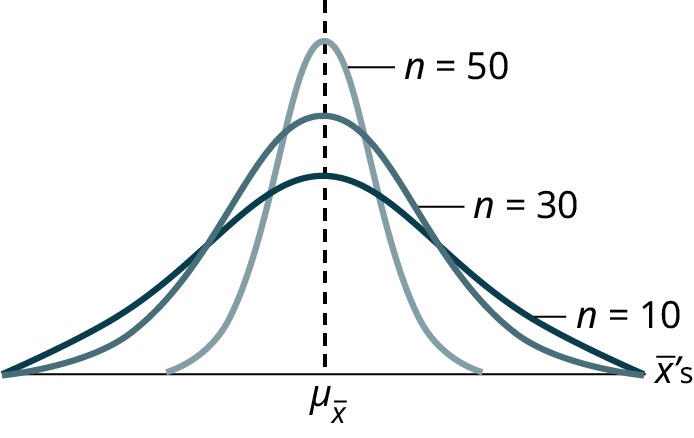 n = 50
n = 30
n = 10
x̅'s
μx̅